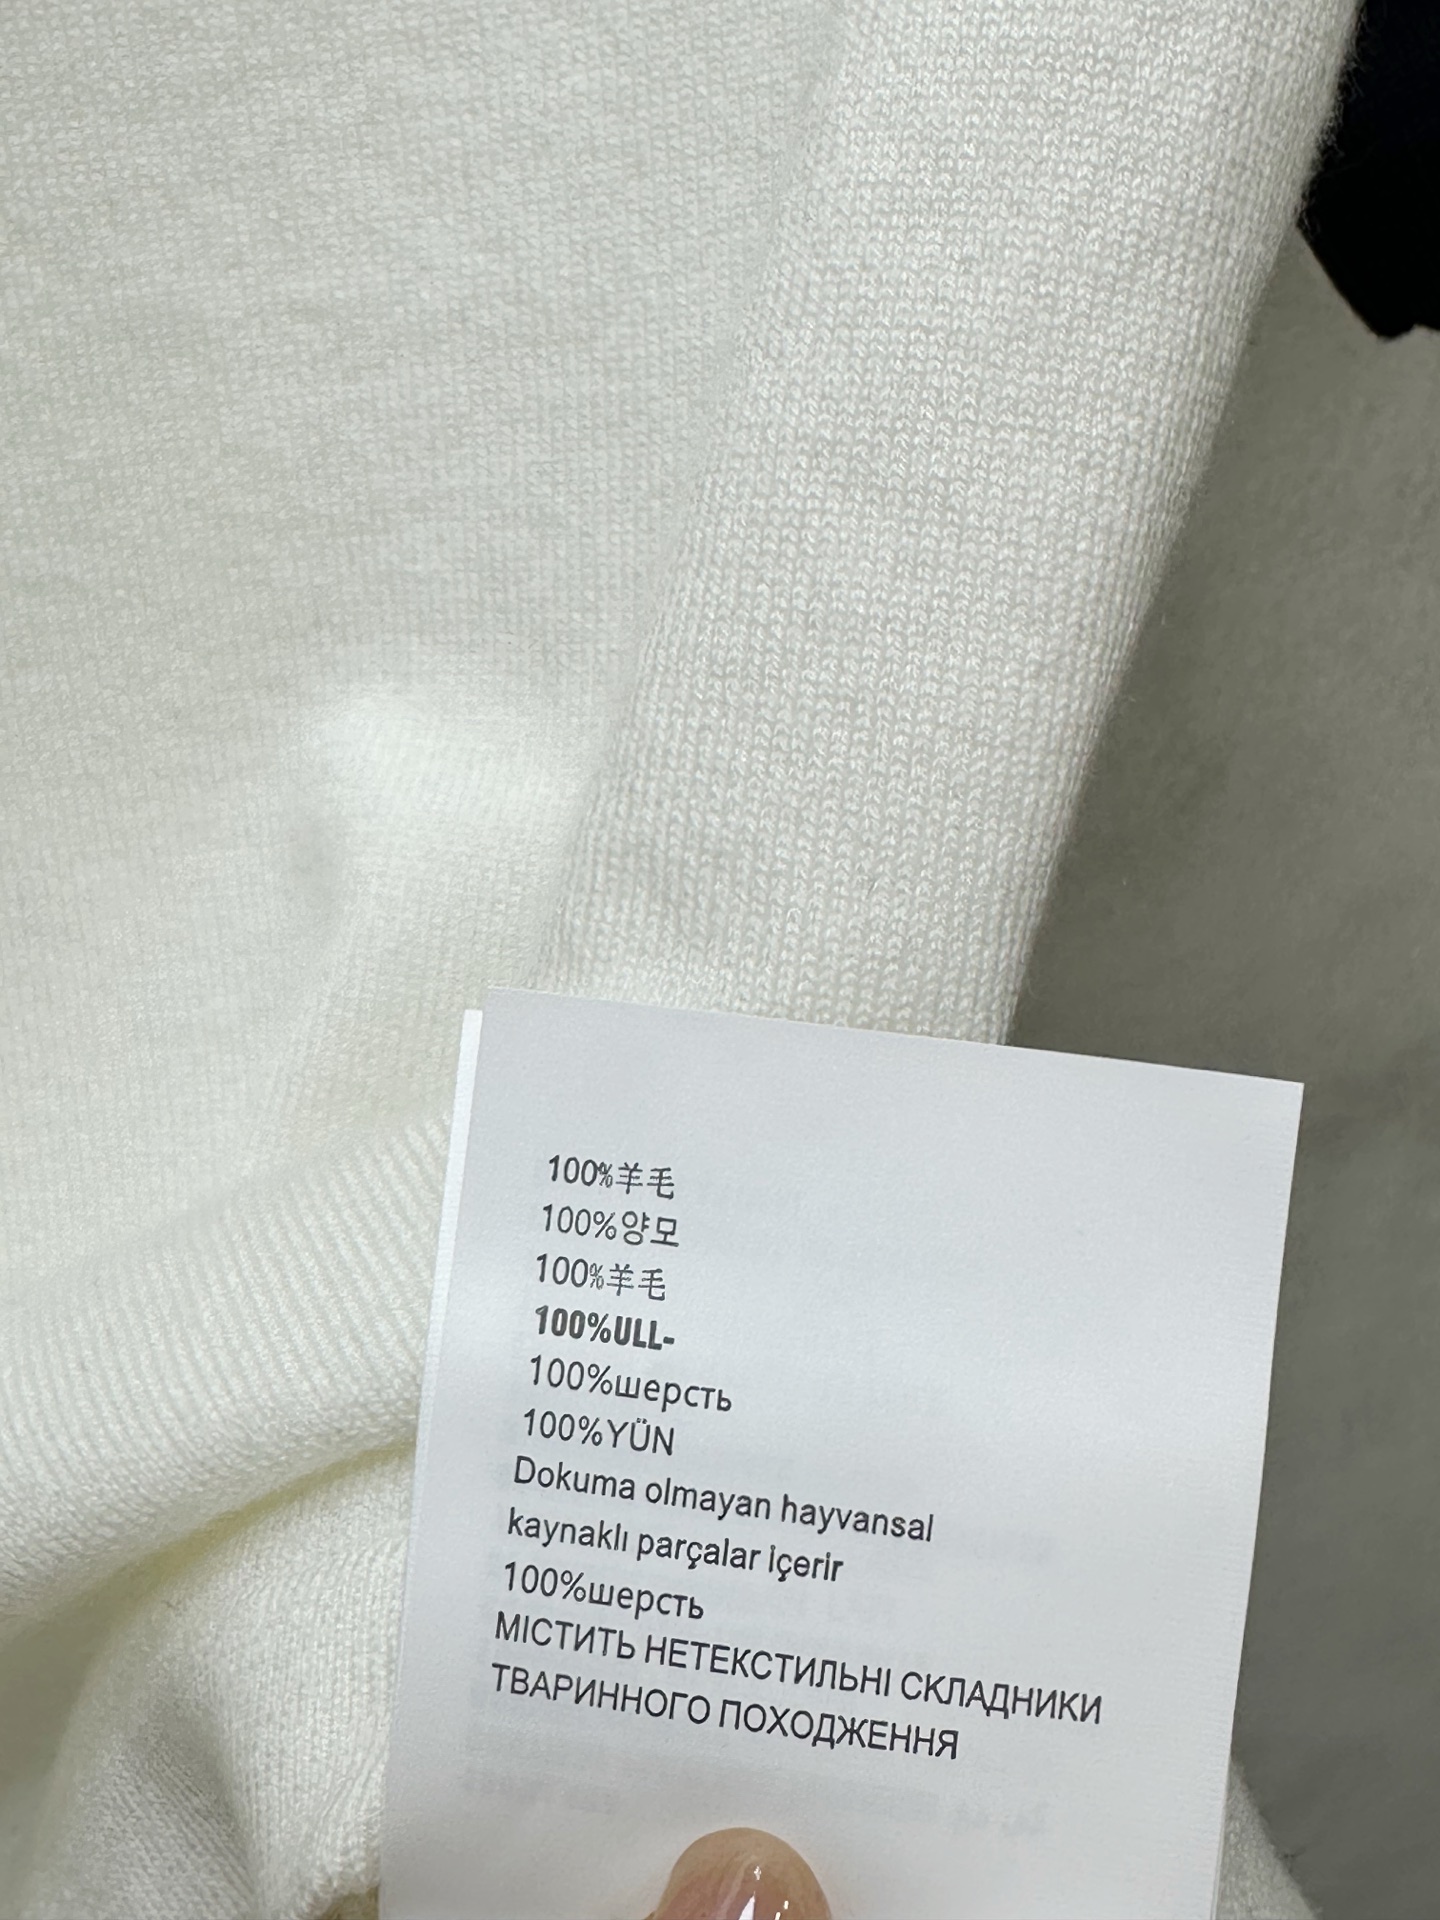 100%羊毛
100%양모
100%羊毛
100%ULL-
100%шерсть
100%YÜN
Dokuma olmayan hayvansal
kaynaklı parçalar içerir
100%шерсть
МІСТИТЬ НЕТЕКСТИЛЬНІ СКЛАДНИКИ
ТВАРИННОГО ПОХОДЖЕННЯ